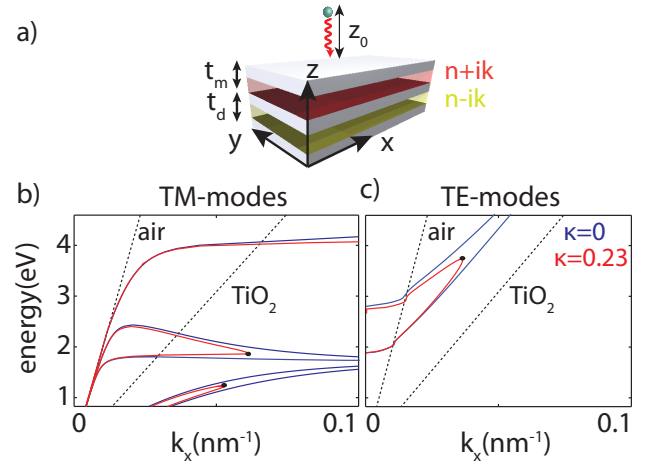 a)
z₀
tₘ
z
n+ik
t_d
n-ik
y
x
b)
TM-modes
c)
TE-modes
air
air
κ=0
κ=0.23
TiO₂
TiO₂
energy(eV)
4
3
2
1
0
0.1
0
0.1
kₓ(nm⁻¹)
kₓ(nm⁻¹)